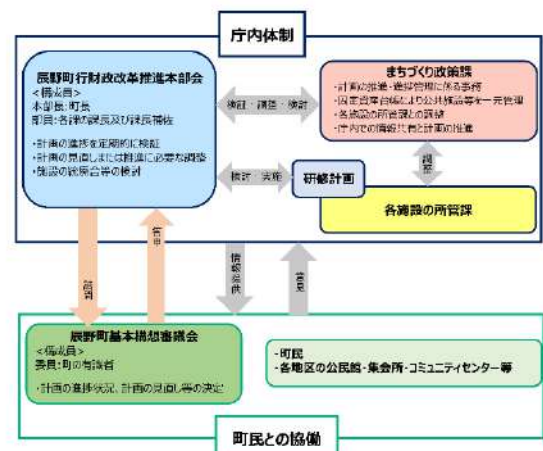 庁内体制
辰野町行財政改革推進本部会
<構成員>
本部長:町長
部員:各課の課長及び課長補佐
・計画の進捗を定期的に検証
・計画の見直しまたは推進に必要な調整
・施設の統廃合等の検討
検証・調整・検討
まちづくり政策課
・計画の推進・進捗管理に係る事務
・固定資産台帳により公共施設等を一元管理
・各施設の所管課との調整
・庁内での情報共有と計画の推進
検討・実施
研修計画
調整
各施設の所管課
諮問
答申
情報提供
意見
辰野町基本構想審議会
<構成員>
委員:町の有識者
・計画の進捗状況、計画の見直し等の決定
・町民
・各地区の公民館・集会所・コミュニティセンター等
町民との協働